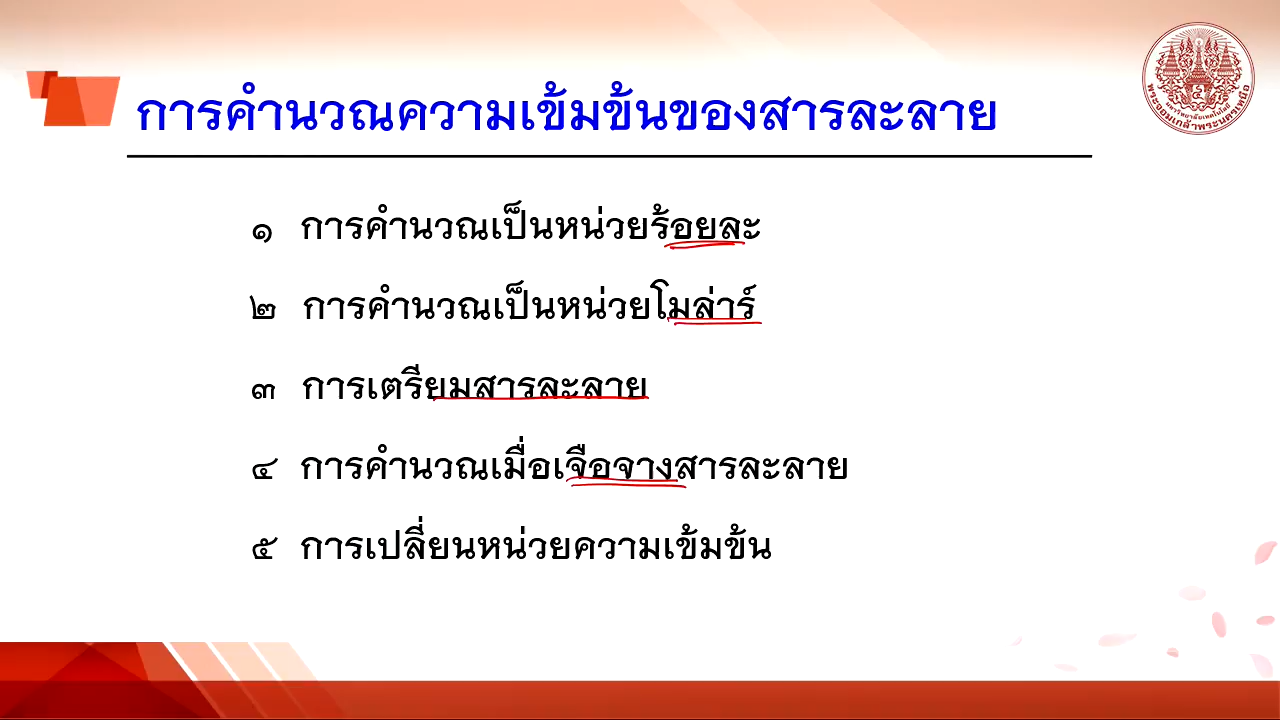 การคำนวณความเข้มข้นของสารละลาย
๑ การคำนวณเป็นหน่วยร้อยละ
๒ การคำนวณเป็นหน่วยโมล่าร์
๓ การเตรียมสารละลาย
๔ การคำนวณเมื่อเจือจางสารละลาย
๕ การเปลี่ยนหน่วยความเข้มข้น